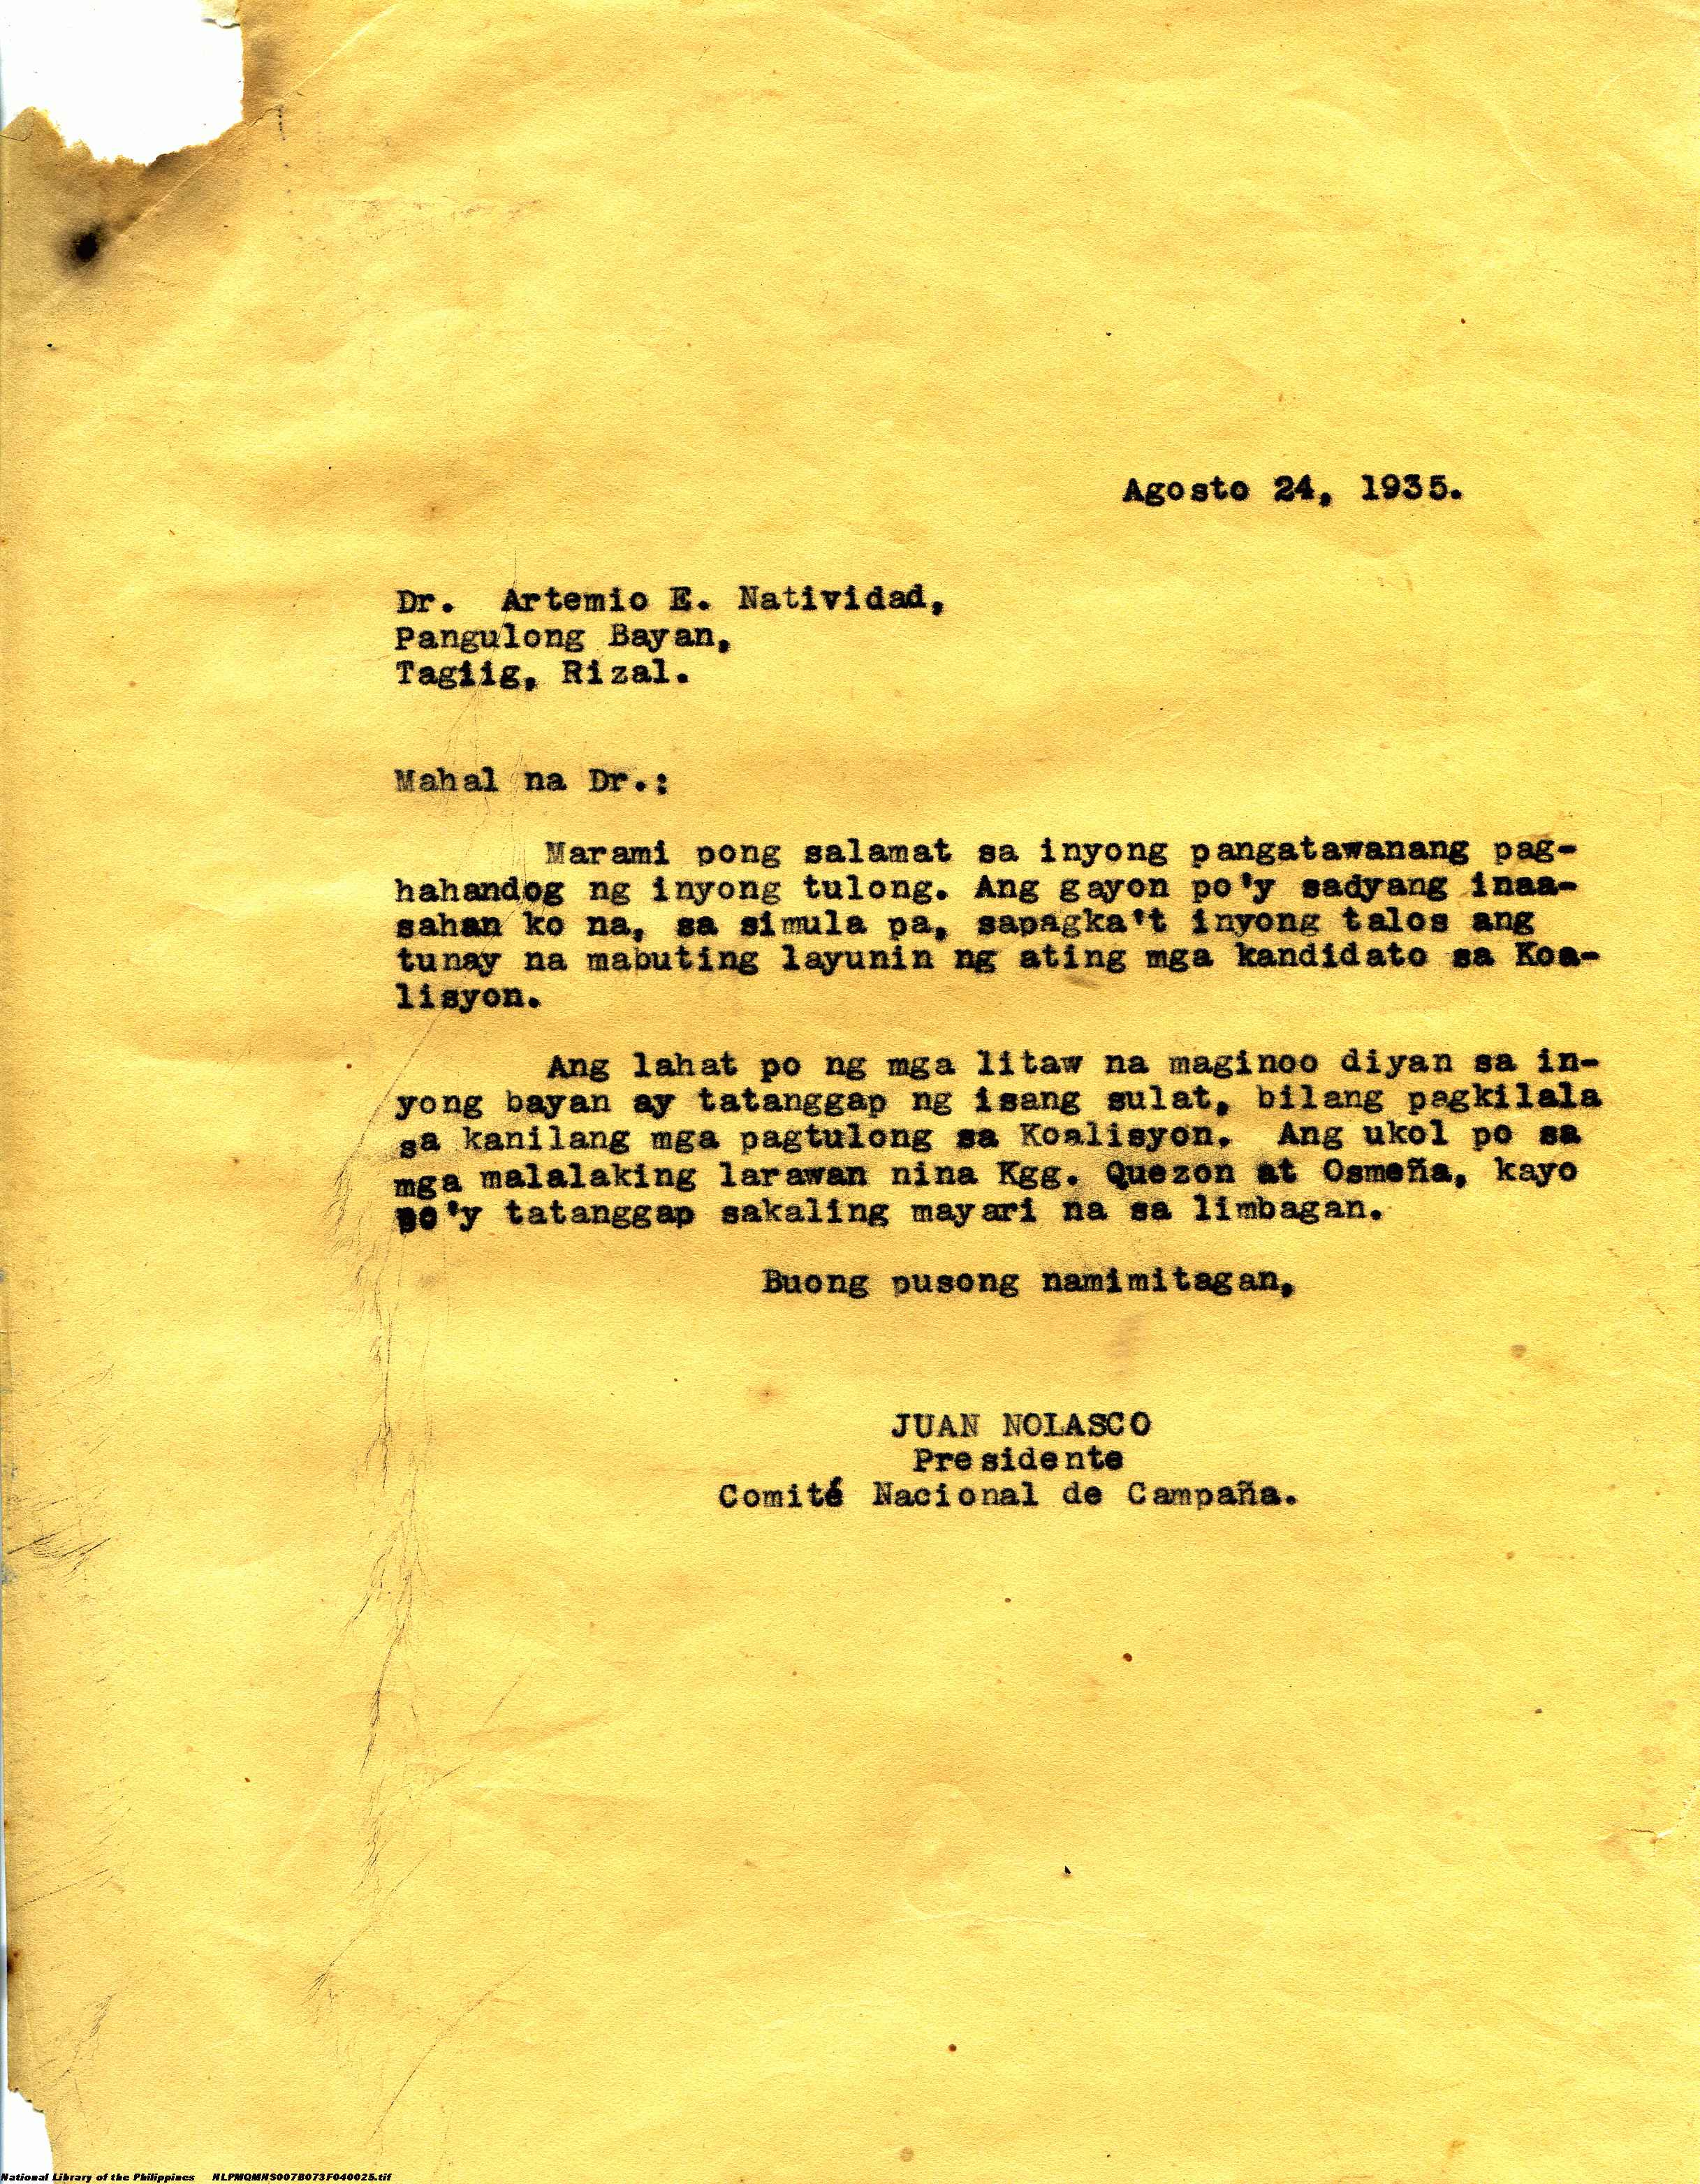 Agosto 24, 1935.
Dr. Artemio E. Natividad,
Pangulong Bayan,
Tagiig, Rizal.
Mahal na Dr.:
Marami pong salamat sa inyong pangatawanang pag-
hahandog ng inyong tulong. Ang gayon po'y sadyang inaa-
sahan ko na, sa simula pa, sapagka't inyong talos ang
tunay na mabuting layunin ng ating mga kandidato sa Koa-
lisyon.
Ang lahat po ng mga litaw na maginoo diyan sa in-
yong bayan ay tatanggap ng isang sulat, bilang pagkilala
sa kanilang mga pagtulong sa Koalisyon. Ang ukol po sa
mga malalaking larawan nina Kgg. Quezon at Osmeña, kayo
po'y tatanggap sakaling mayari na sa limbagan.
Buong pusong namimitagan,
JUAN NOLASCO
Presidente
Comité Nacional de Campaña.
National Library of the Philippines NLPMQMNS007B073F040025.tif